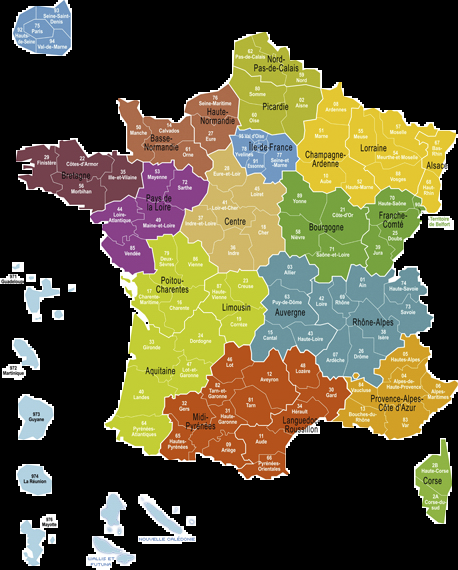 93
Seine-Saint-
Denis
75
Paris
92
Hauts-
de-Seine
94
Val-de-Marne
62
Pas-de-Calais
59
Nord
Nord-
Pas-de-Calais
80
Somme
02
Aisne
Picardie
60
Oise
76
Seine-Maritime
Haute-
Normandie
27
Eure
50
Manche
Calvados
Basse-
Normandie
61
Orne
95 Val d'Oise
Yvelines
Île de France
91
Essonne
Seine-et-
Marne
08
Ardennes
51
Marne
55
Meuse
Moselle
54
Meurthe-et-Moselle
Lorraine
Champagne-
Ardenne
10
Aube
Haute-Marne
88
Vosges
67
Bas-
Rhin
Alsace
68
Haut
Rhin
29
Finistère
22
Côtes-d'Armor
Bretagne
35
Ille-et-Vilaine
56
Morbihan
53
Mayenne
72
Sarthe
Pays de
la Loire
44
Loire-
Atlantique
49
Maine-et-Loire
85
Vendée
28
Eure-et-Loir
45
Loiret
41
Loir-et-Cher
Centre
37
Indre-et-Loire
18
Cher
36
Indre
89
Yonne
21
Côte-d'Or
Bourgogne
58
Nièvre
71
Saône-et-Loire
70
Haute-Saône
Franche-
Comté
25
Doubs
39
Jura
90
Territoire
de Belfort
79
Deux-
Sèvres
86
Vienne
Poitou-
Charentes
17
Charente-
Maritime
16
Charente
23
Creuse
87
Haute-
Vienne
Limousin
19
Corrèze
03
Allier
63
Puy-de-Dôme
Auvergne
15
Cantal
43
Haute-Loire
42
Loire
69
Rhône
01
Ain
74
Haute-Savoie
73
Savoie
Rhône-Alpes
38
Isère
07
Ardèche
26
Drôme
24
Dordogne
33
Gironde
47
Lot-et-
Garonne
Aquitaine
40
Landes
64
Pyrénées-
Atlantiques
46
Lot
12
Aveyron
82
Tarn-et-
Garonne
81
Tarn
32
Gers
31
Haute-
Garonne
Midi-
Pyrénées
65
Hautes-
Pyrénées
09
Ariège
48
Lozère
30
Gard
34
Hérault
Languedoc
Roussillon
11
Aude
66
Pyrénées-
Orientales
05
Hautes-Alpes
04
Alpes-de-
Haute-Provence
84
Vaucluse
06
Alpes-
Maritimes
Provence-Alpes-
Côte d'Azur
13
Bouches-du-
Rhône
83
Var
2B
Haute-Corse
Corse
2A
Corse-du-
sud
971
Guadeloupe
972
Martinique
973
Guyane
974
La Réunion
976
Mayotte
WALLIS ET
FUTUNA
NOUVELLE CALÉDONIE